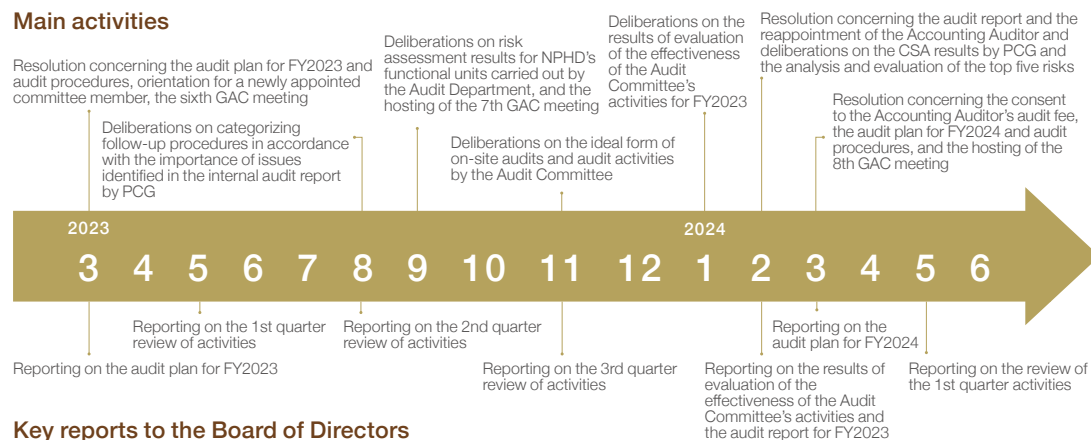 Main activities
Resolution concerning the audit plan for FY2023 and
audit procedures, orientation for a newly appointed
committee member, the sixth GAC meeting
Deliberations on categorizing
follow-up procedures in accordance
with the importance of issues
identified in the internal audit report
by PCG
Deliberations on risk
assessment results for NPHD's
functional units carried out by
the Audit Department, and the
hosting of the 7th GAC meeting
Deliberations on the ideal form of
on-site audits and audit activities
by the Audit Committee
Deliberations on the
results of evaluation
of the effectiveness
of the Audit
Committee's
activities for FY2023
Resolution concerning the audit report and the
reappointment of the Accounting Auditor and
deliberations on the CSA results by PCG and
the analysis and evaluation of the top five risks
Resolution concerning the consent
to the Accounting Auditor's audit fee,
the audit plan for FY2024 and audit
procedures, and the hosting of the
8th GAC meeting
2023 2024
3 4 5 6 7 8 9 10 11 12 1 2 3 4 5 6
Reporting on the audit plan for FY2023
Reporting on the 1st quarter
review of activities
Reporting on the 2nd quarter
review of activities
Reporting on the 3rd quarter
review of activities
Reporting on the results of
evaluation of the
effectiveness of the Audit
Committee's activities and
the audit report for FY2023
Reporting on the
audit plan for FY2024
Reporting on the review of
the 1st quarter activities
Key reports to the Board of Directors